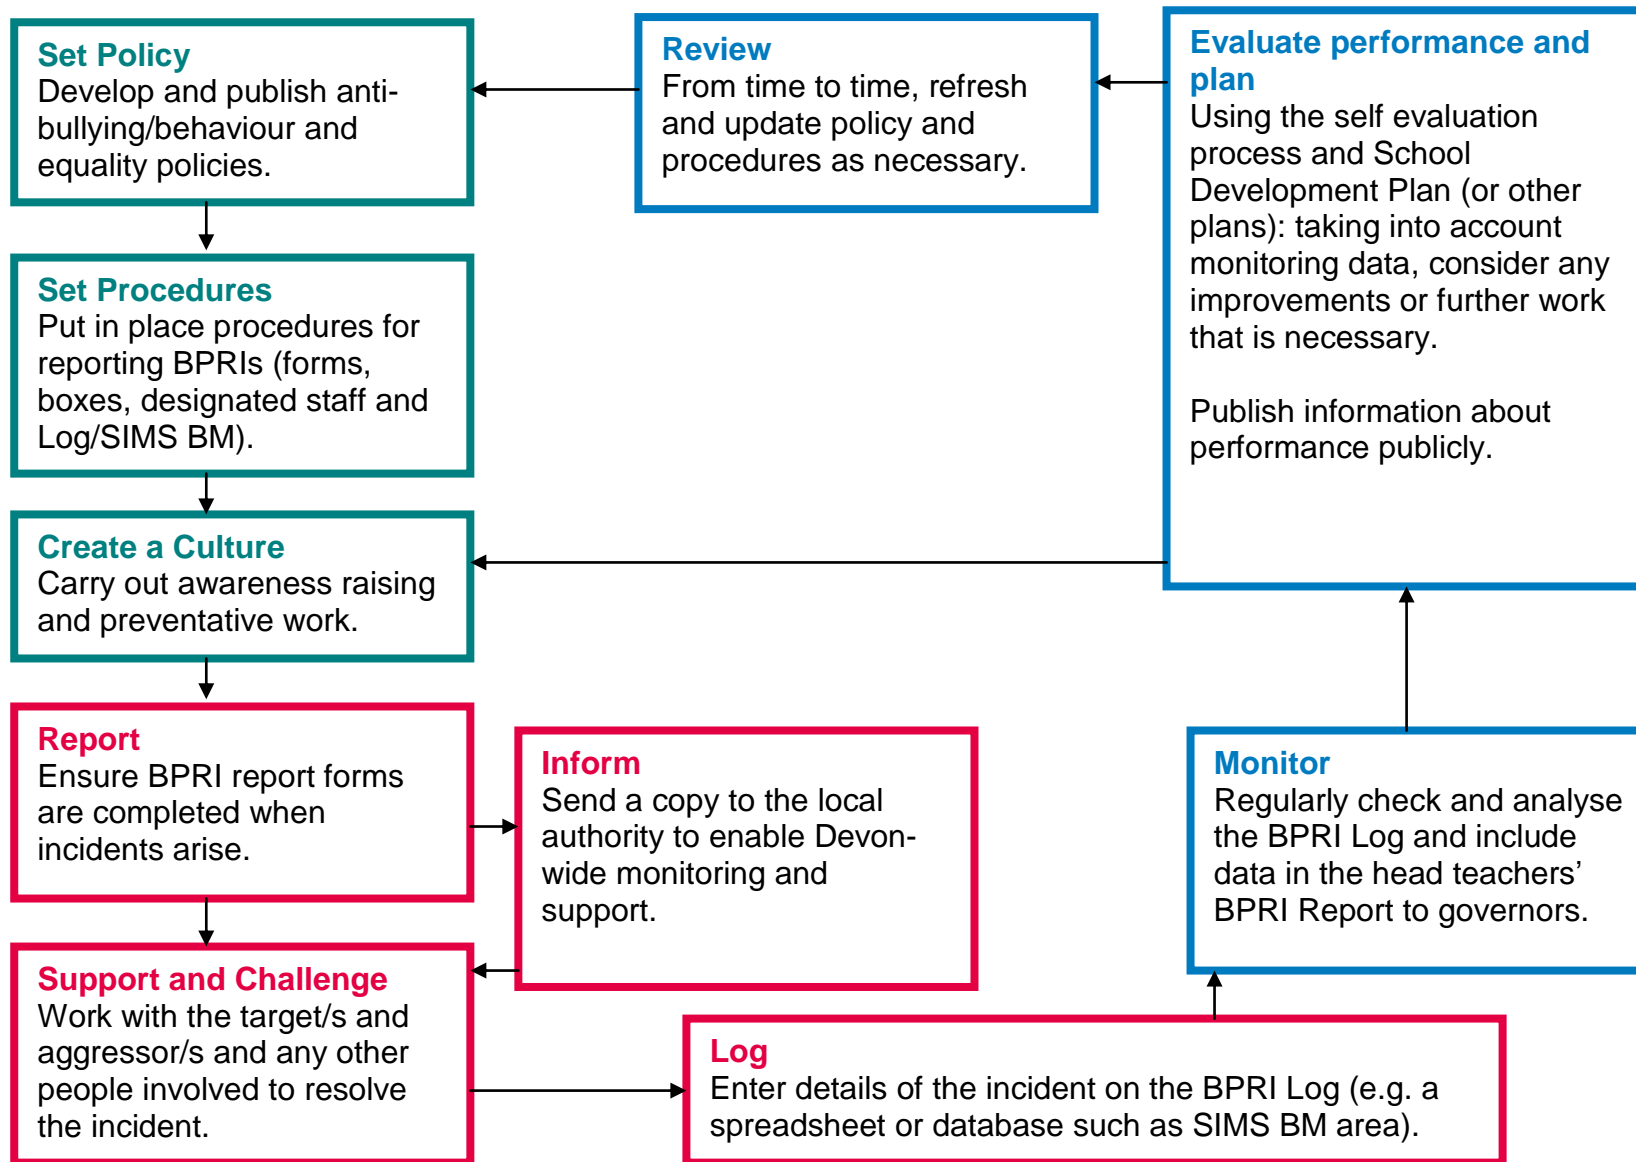 Set Policy
Develop and publish anti-
bullying/behaviour and
equality policies.
Review
From time to time, refresh
and update policy and
procedures as necessary.
Evaluate performance and
plan
Using the self evaluation
process and School
Development Plan (or other
plans): taking into account
monitoring data, consider any
improvements or further work
that is necessary.
Publish information about
performance publicly.
Set Procedures
Put in place procedures for
reporting BPRIs (forms,
boxes, designated staff and
Log/SIMS BM).
Create a Culture
Carry out awareness raising
and preventative work.
Report
Ensure BPRI report forms
are completed when
incidents arise.
Inform
Send a copy to the local
authority to enable Devon-
wide monitoring and
support.
Monitor
Regularly check and analyse
the BPRI Log and include
data in the head teachers’
BPRI Report to governors.
Support and Challenge
Work with the target/s and
aggressor/s and any other
people involved to resolve
the incident.
Log
Enter details of the incident on the BPRI Log (e.g. a
spreadsheet or database such as SIMS BM area).